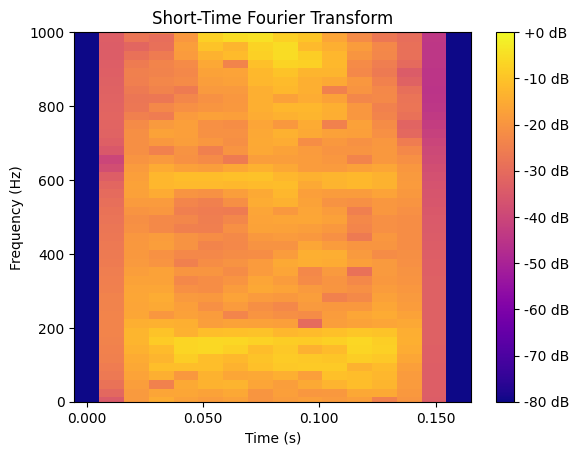 Short-Time Fourier Transform
1000
800
600
400
200
0
Frequency (Hz)
0.000
0.050
0.100
0.150
Time (s)
+0 dB
-10 dB
-20 dB
-30 dB
-40 dB
-50 dB
-60 dB
-70 dB
-80 dB